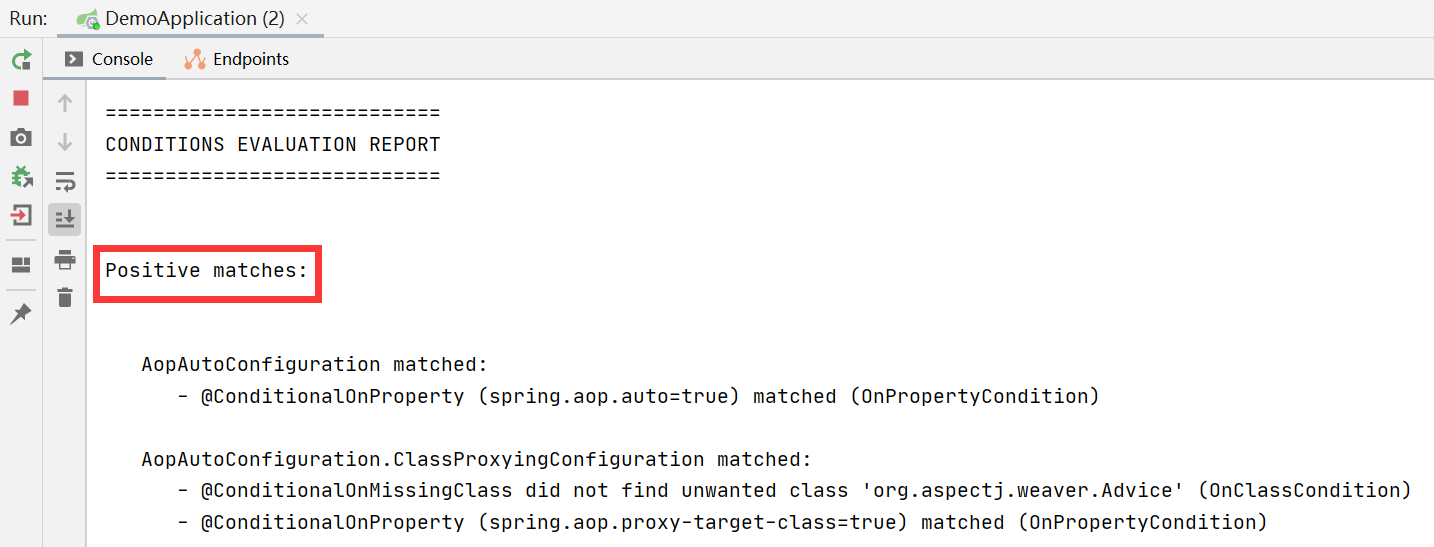 Run: DemoApplication (2)
Console Endpoints
============================
CONDITIONS EVALUATION REPORT
============================
Positive matches:
AopAutoConfiguration matched:
- @ConditionalOnProperty (spring.aop.auto=true) matched (OnPropertyCondition)
AopAutoConfiguration.ClassProxyingConfiguration matched:
- @ConditionalOnMissingClass did not find unwanted class 'org.aspectj.weaver.Advice' (OnClassCondition)
- @ConditionalOnProperty (spring.aop.proxy-target-class=true) matched (OnPropertyCondition)